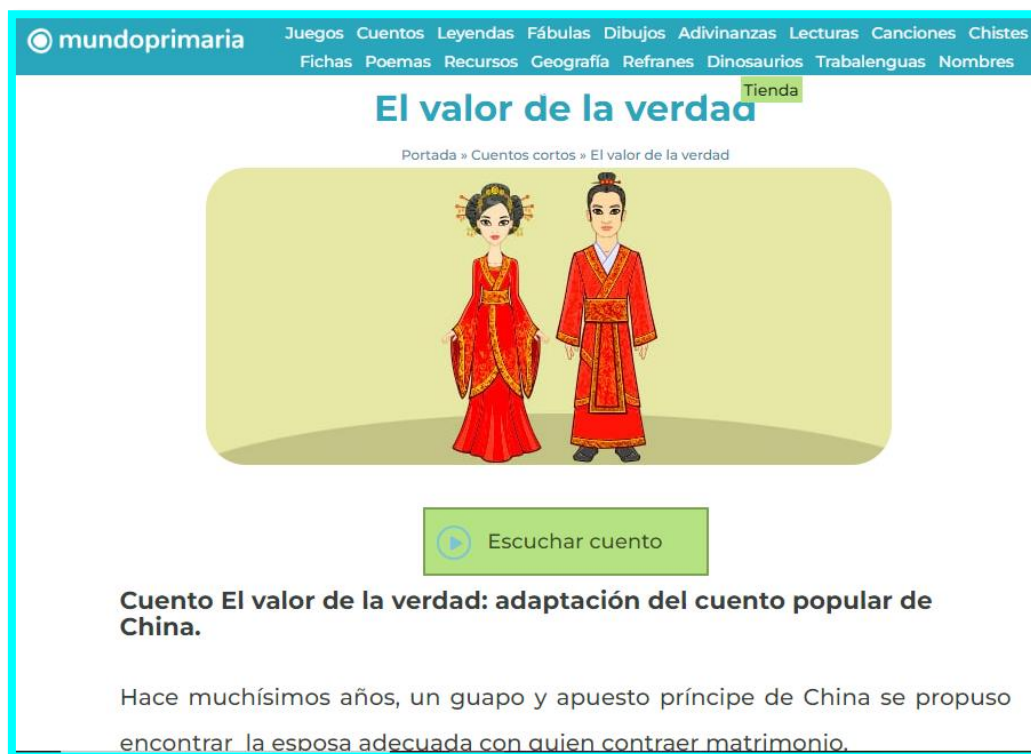 mundoprimaria
Juegos Cuentos Leyendas Fábulas Dibujos Adivinanzas Lecturas Canciones Chistes
Fichas Poemas Recursos Geografía Refranes Dinosaurios Trabalenguas Nombres
Tienda
El valor de la verdad
Portada » Cuentos cortos » El valor de la verdad
Escuchar cuento
Cuento El valor de la verdad: adaptación del cuento popular de
China.
Hace muchísimos años, un guapo y apuesto príncipe de China se propuso
encontrar la esposa adecuada con quien contraer matrimonio.